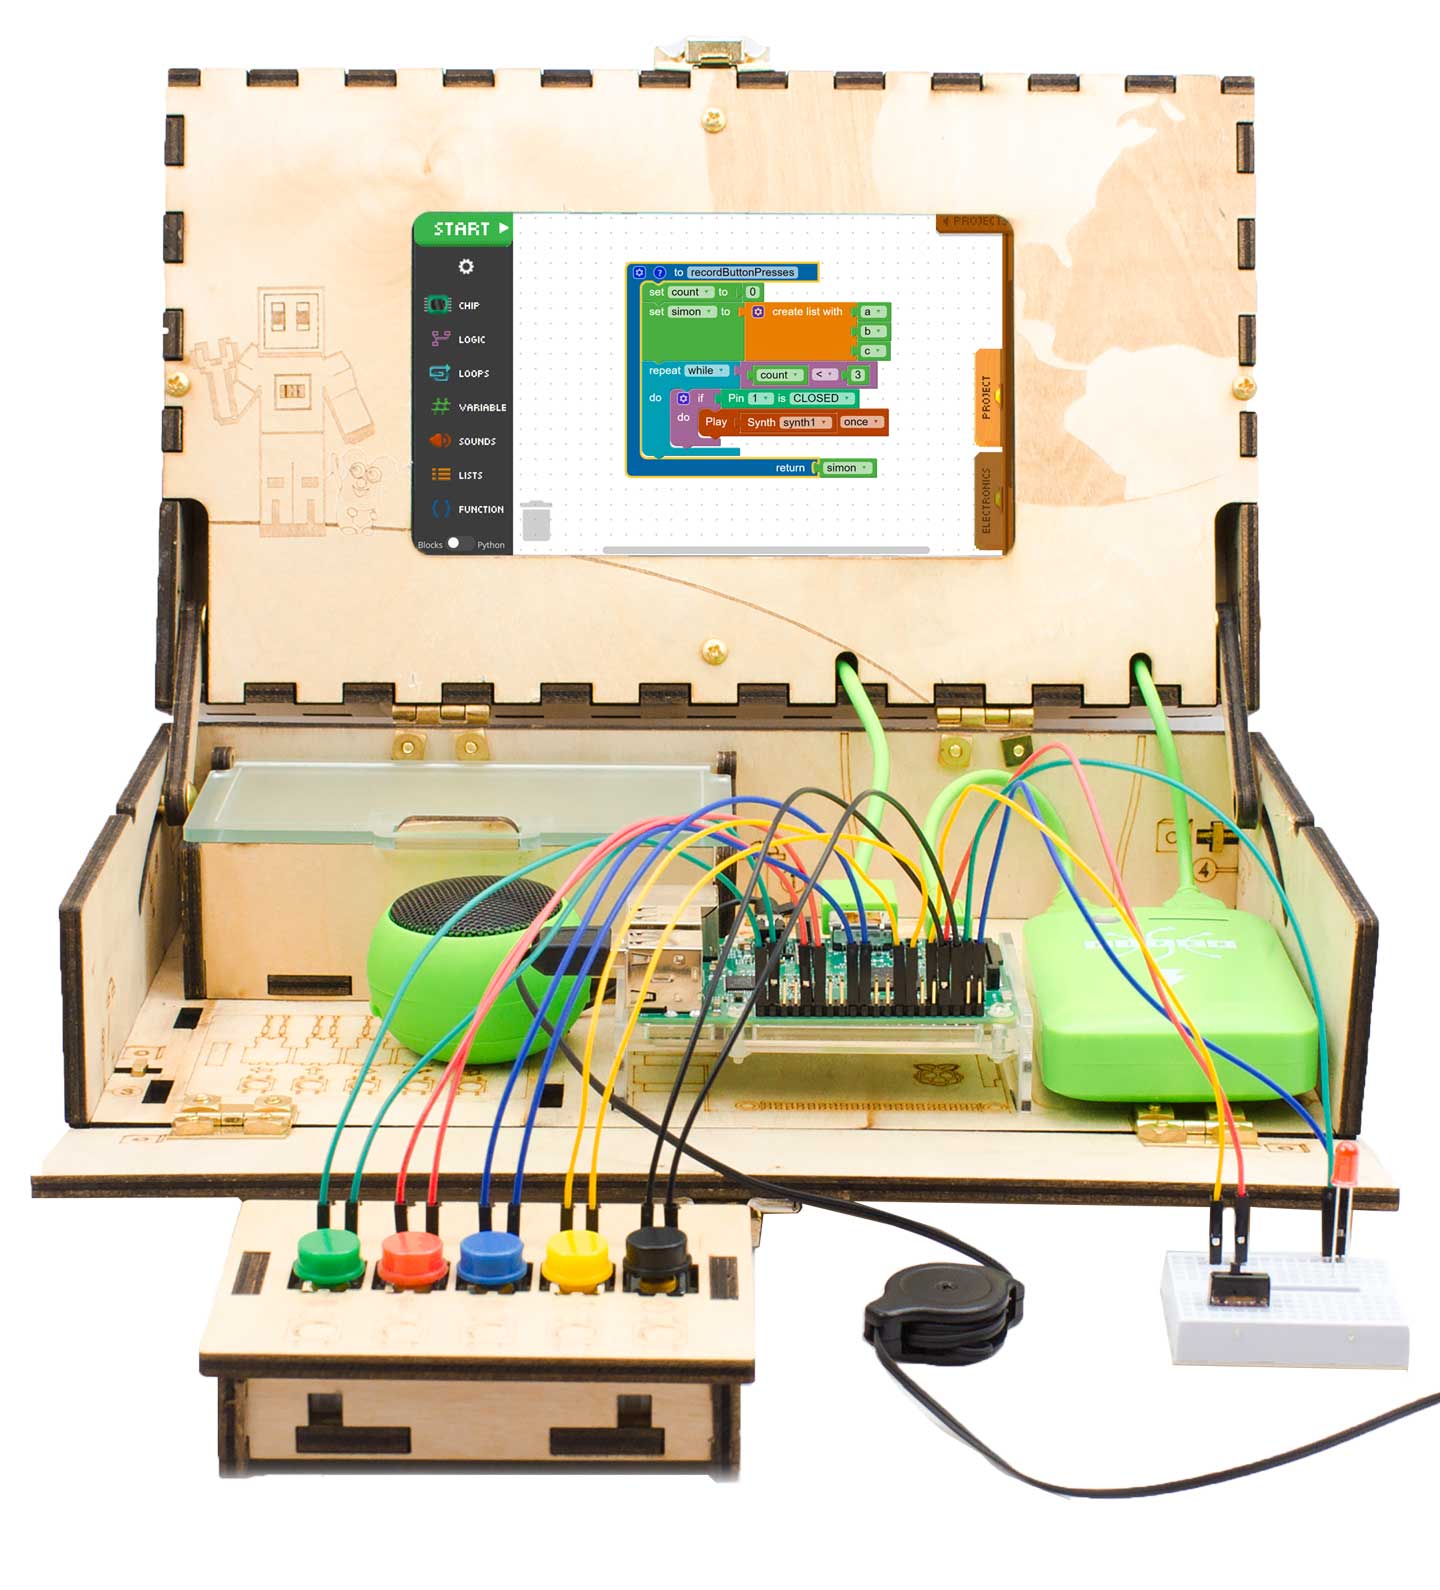 START
PROJECTS
CHIP
LOGIC
LOOPS
VARIABLE
SOUNDS
LISTS
FUNCTION
Blocks Python
? to recordButtonPresses
set count to 0
set simon to create list with a
b
c
repeat while count < 3
do if Pin 1 is CLOSED
do Play Synth synth1 once
return simon
PROJECT
ELECTRONICS
4